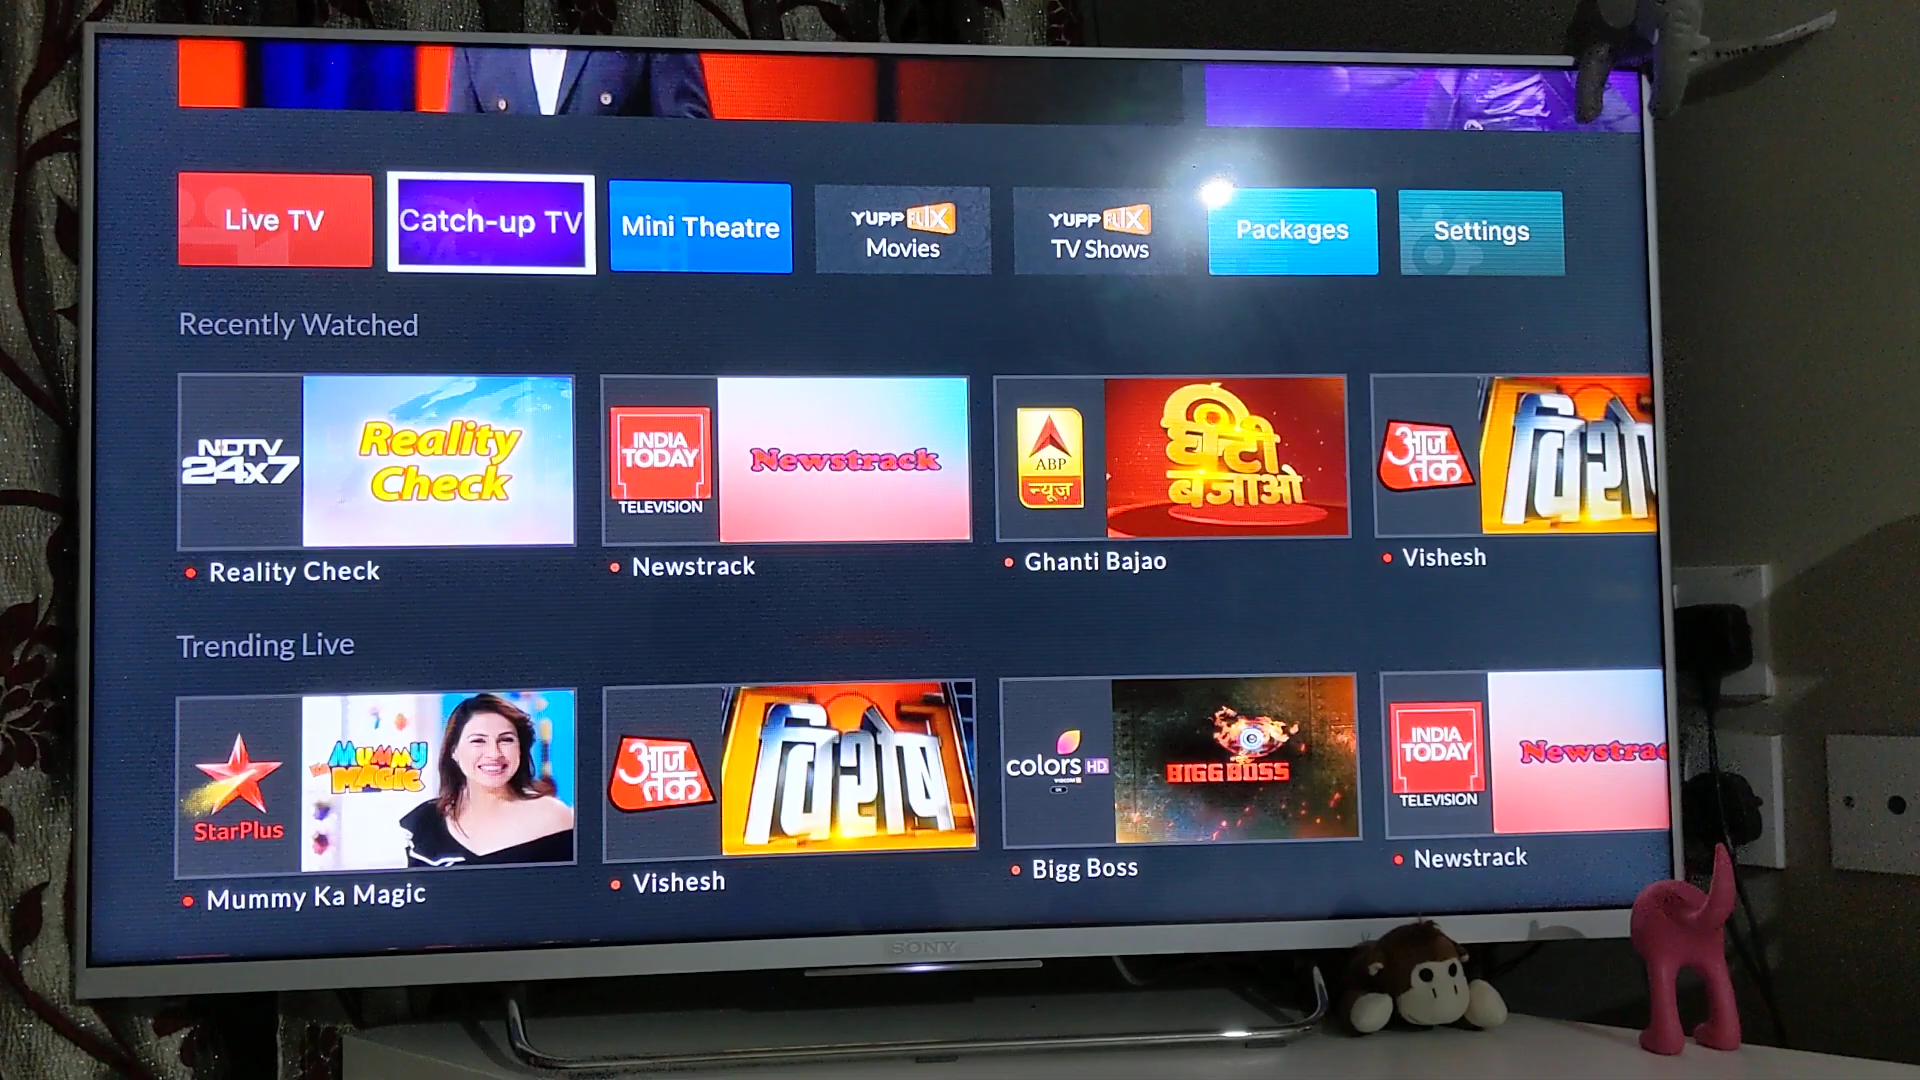 Live TV
Catch-up TV
Mini Theatre
YUPP FLIX
Movies
YUPP FLIX
TV Shows
Packages
Settings
Recently Watched
NDTV
24x7
Reality
Check
INDIA
TODAY
TELEVISION
Newstrack
ABP
न्यूज़
घंटी
बजाओ
आज
तक
Reality Check
Newstrack
Ghanti Bajao
Vishesh
Trending Live
StarPlus
MUMMY
KA MAGIC
आज
तक
विशेष
colors HD
BIGG BOSS
INDIA
TODAY
TELEVISION
Mummy Ka Magic
Vishesh
Bigg Boss
Newstrack
SONY